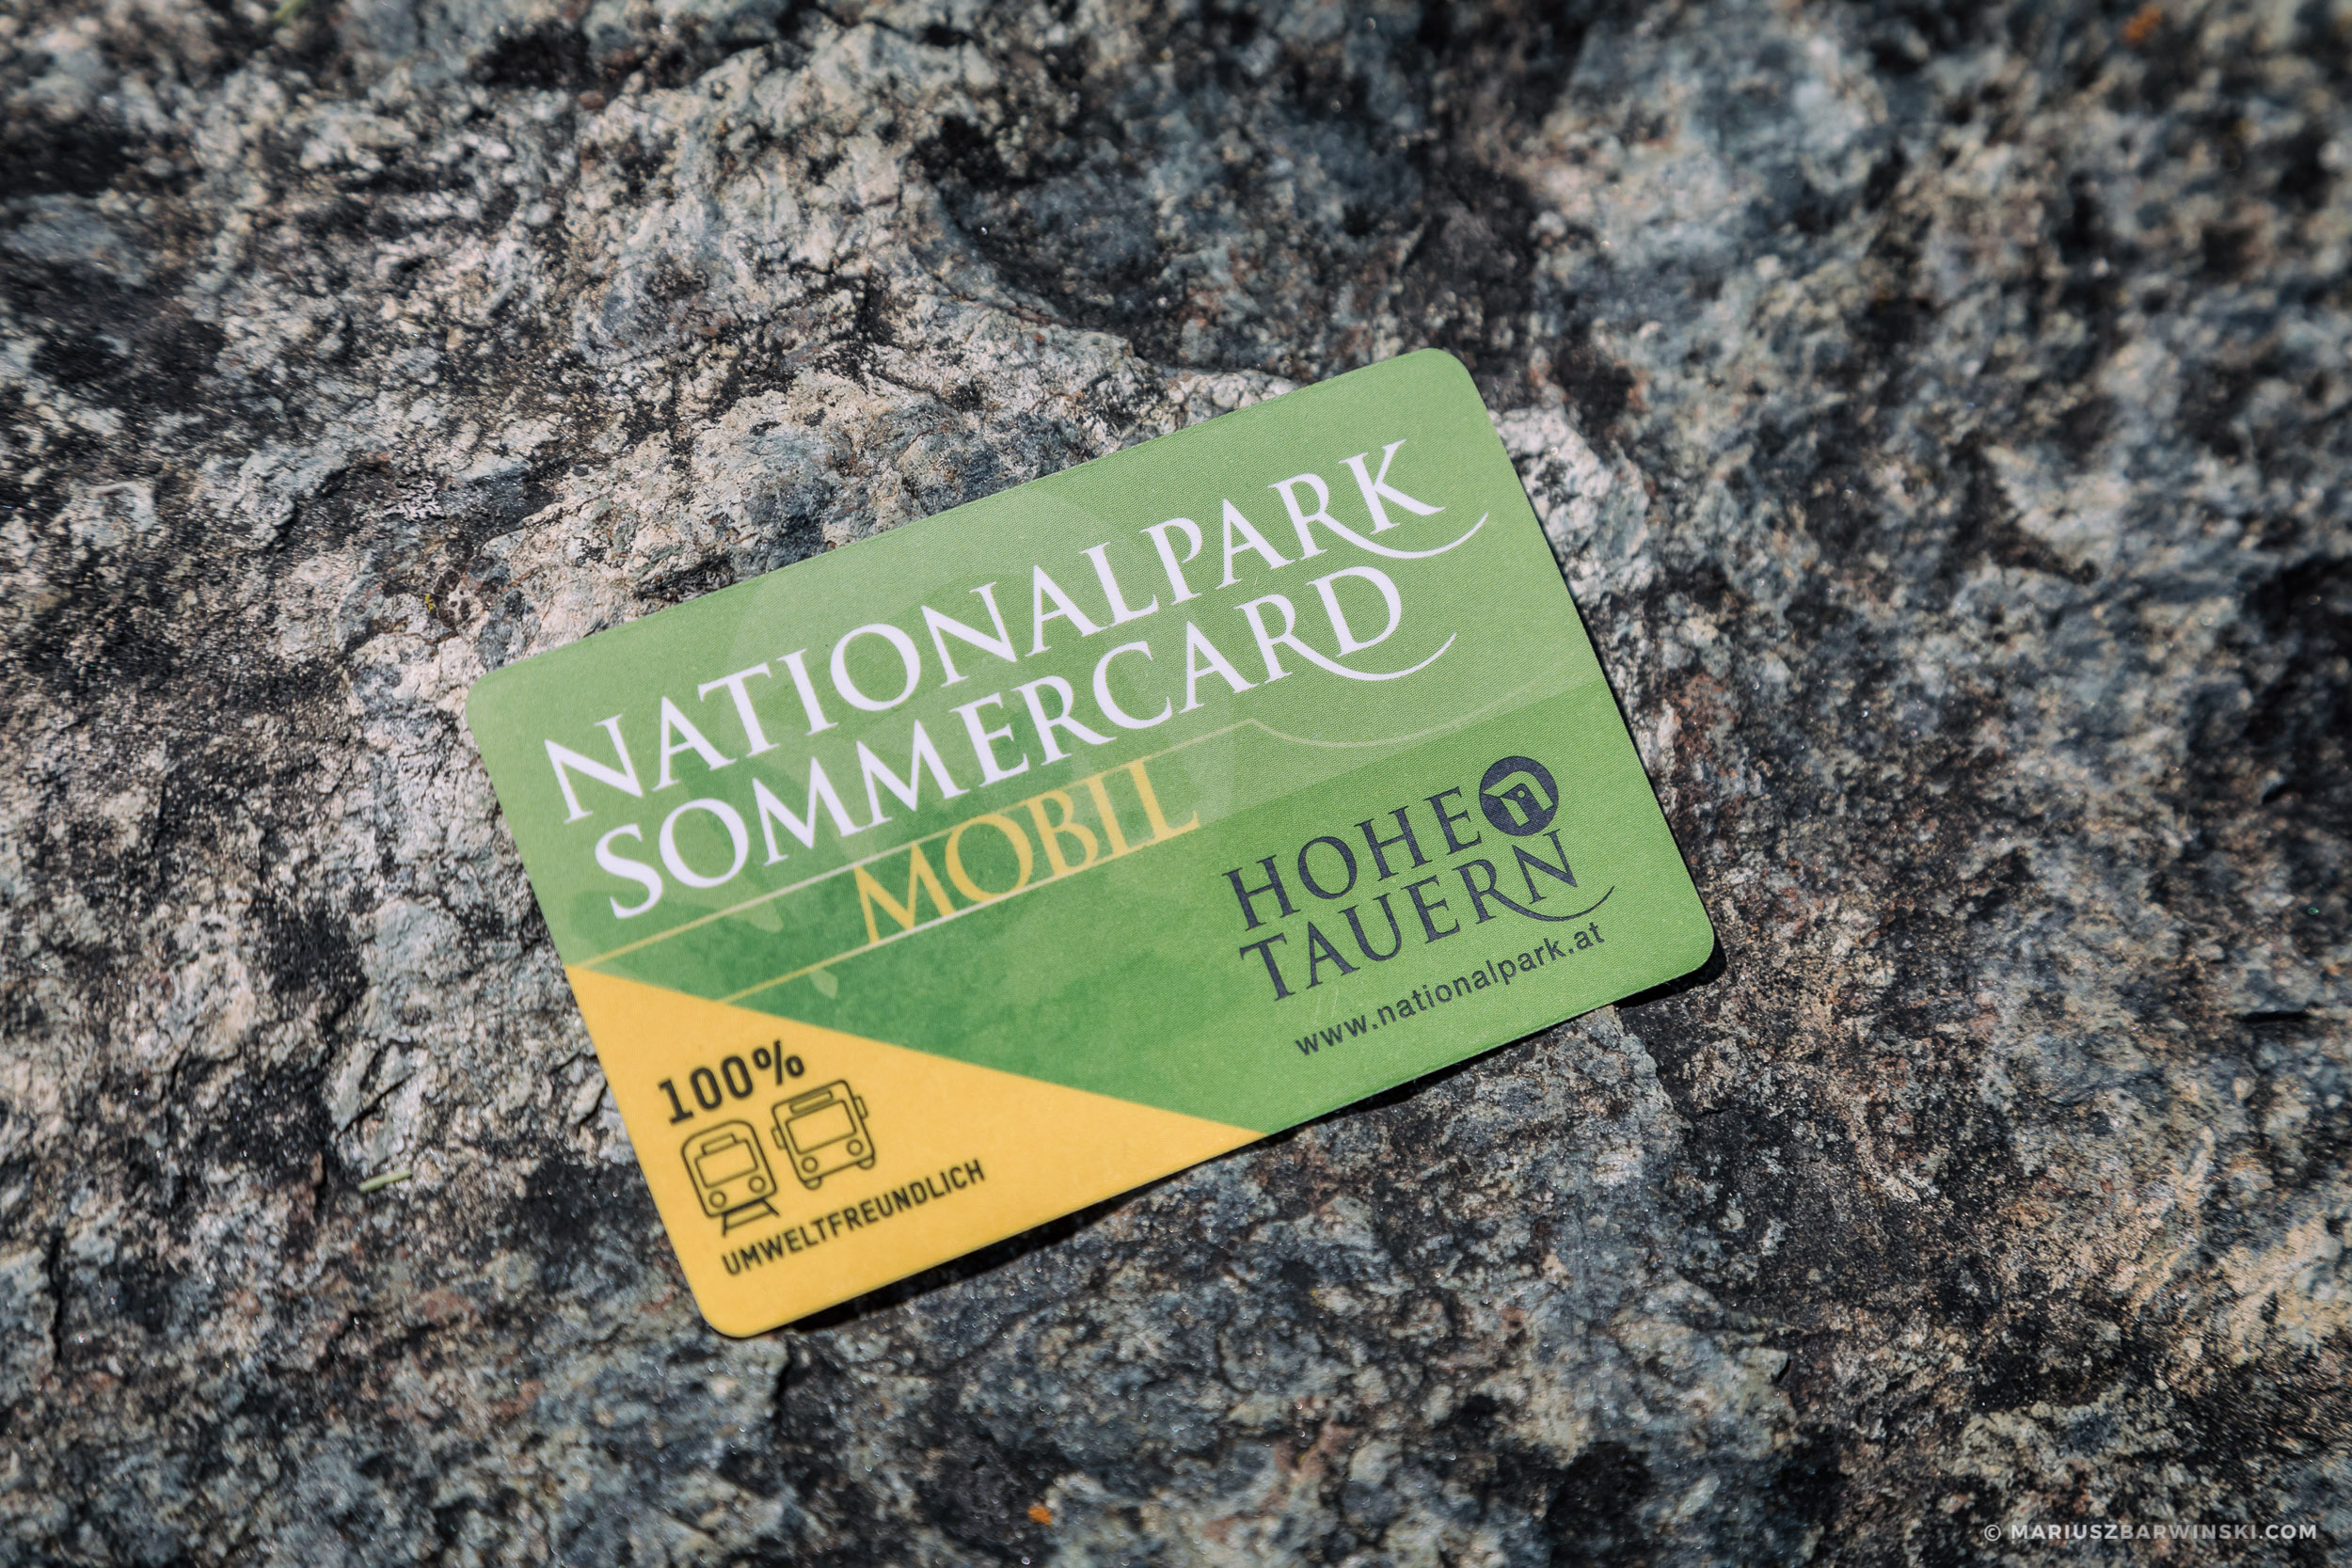 NATIONALPARK
SOMMERCARD
MOBIL
HOHE
TAUERN
www.nationalpark.at
100%
UMWELTFREUNDLICH
© MARIUSZBARWINSKI.COM